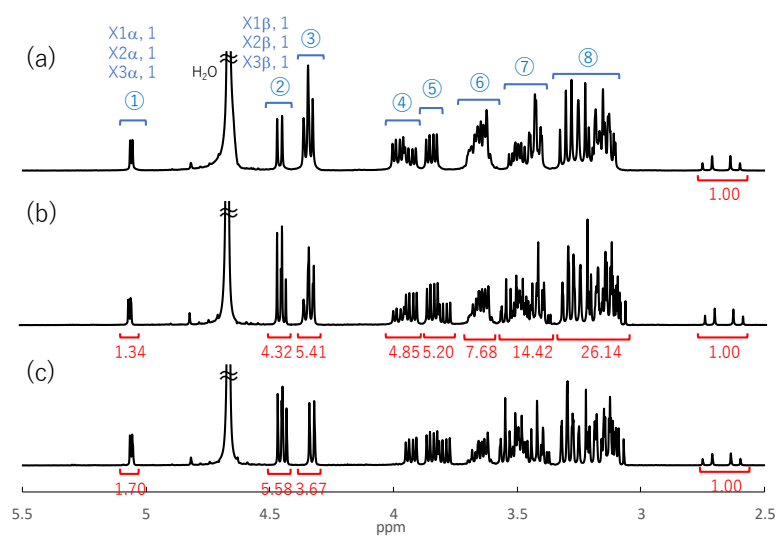 X1α, 1
X2α, 1
X3α, 1
X1β, 1
X2β, 1
X3β, 1
(a)
H₂O
①
②
③
④
⑤
⑥
⑦
⑧
1.00
(b)
1.34
4.32
5.41
4.85
5.20
7.68
14.42
26.14
1.00
(c)
1.70
5.58
3.67
1.00
5.5
5
4.5
4
3.5
3
2.5
ppm